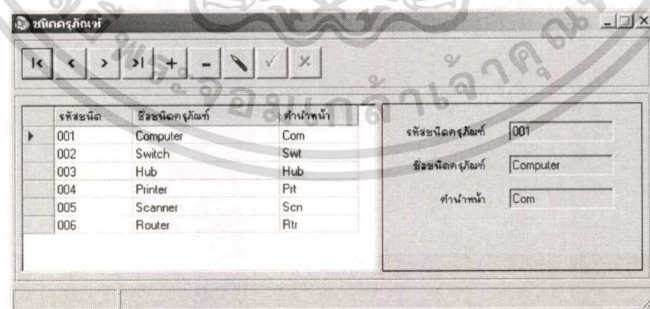 ชนิดครุภัณฑ์
รหัสชนิด ชื่อชนิดครุภัณฑ์ คำนำหน้า
001 Computer Com
002 Switch Swt
003 Hub Hub
004 Printer Prt
005 Scanner Scn
006 Router Rtr
รหัสชนิดครุภัณฑ์ 001
ชื่อชนิดครุภัณฑ์ Computer
คำนำหน้า Com